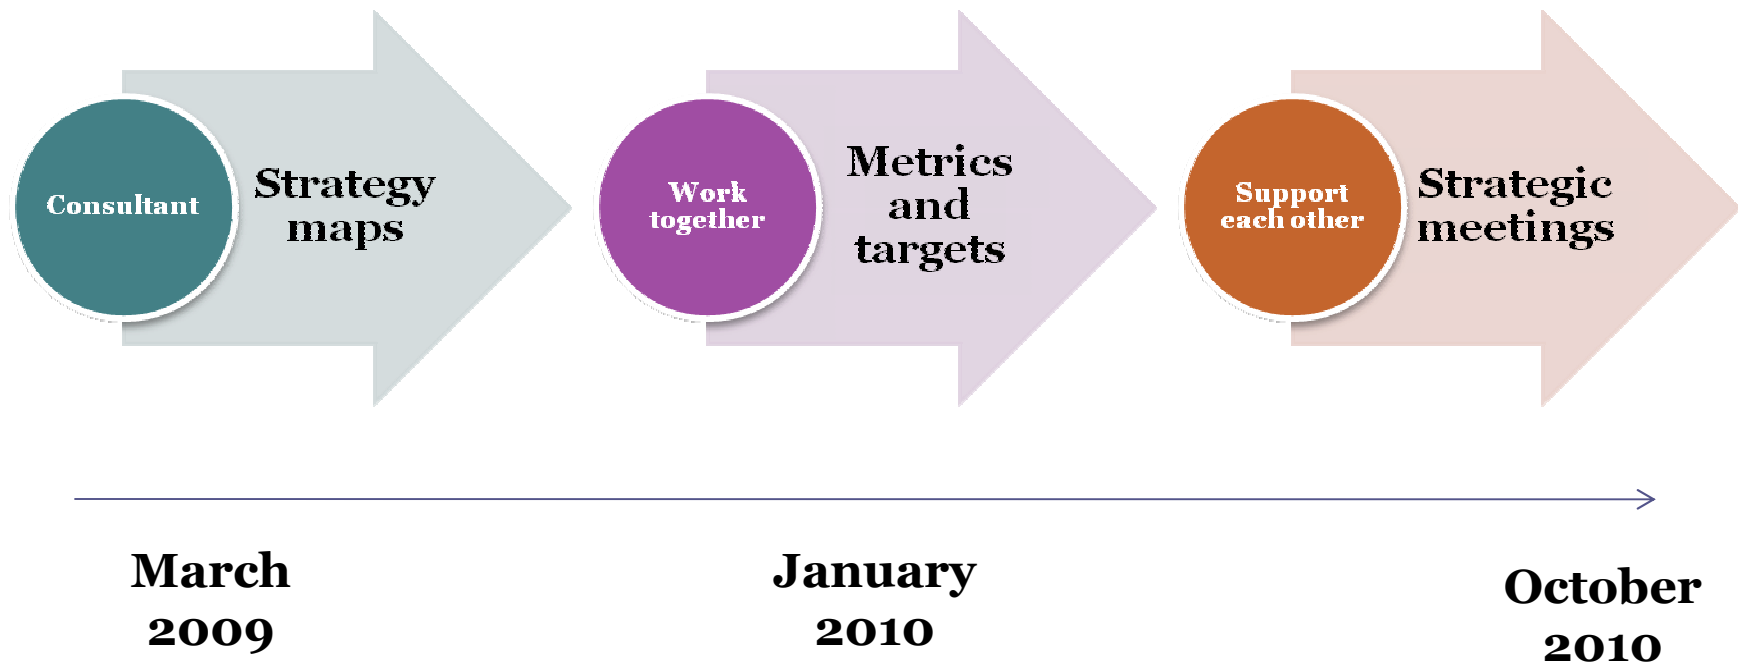 Consultant
Strategy
maps
Work
together
Metrics
and
targets
Support
each other
Strategic
meetings
March
2009
January
2010
October
2010